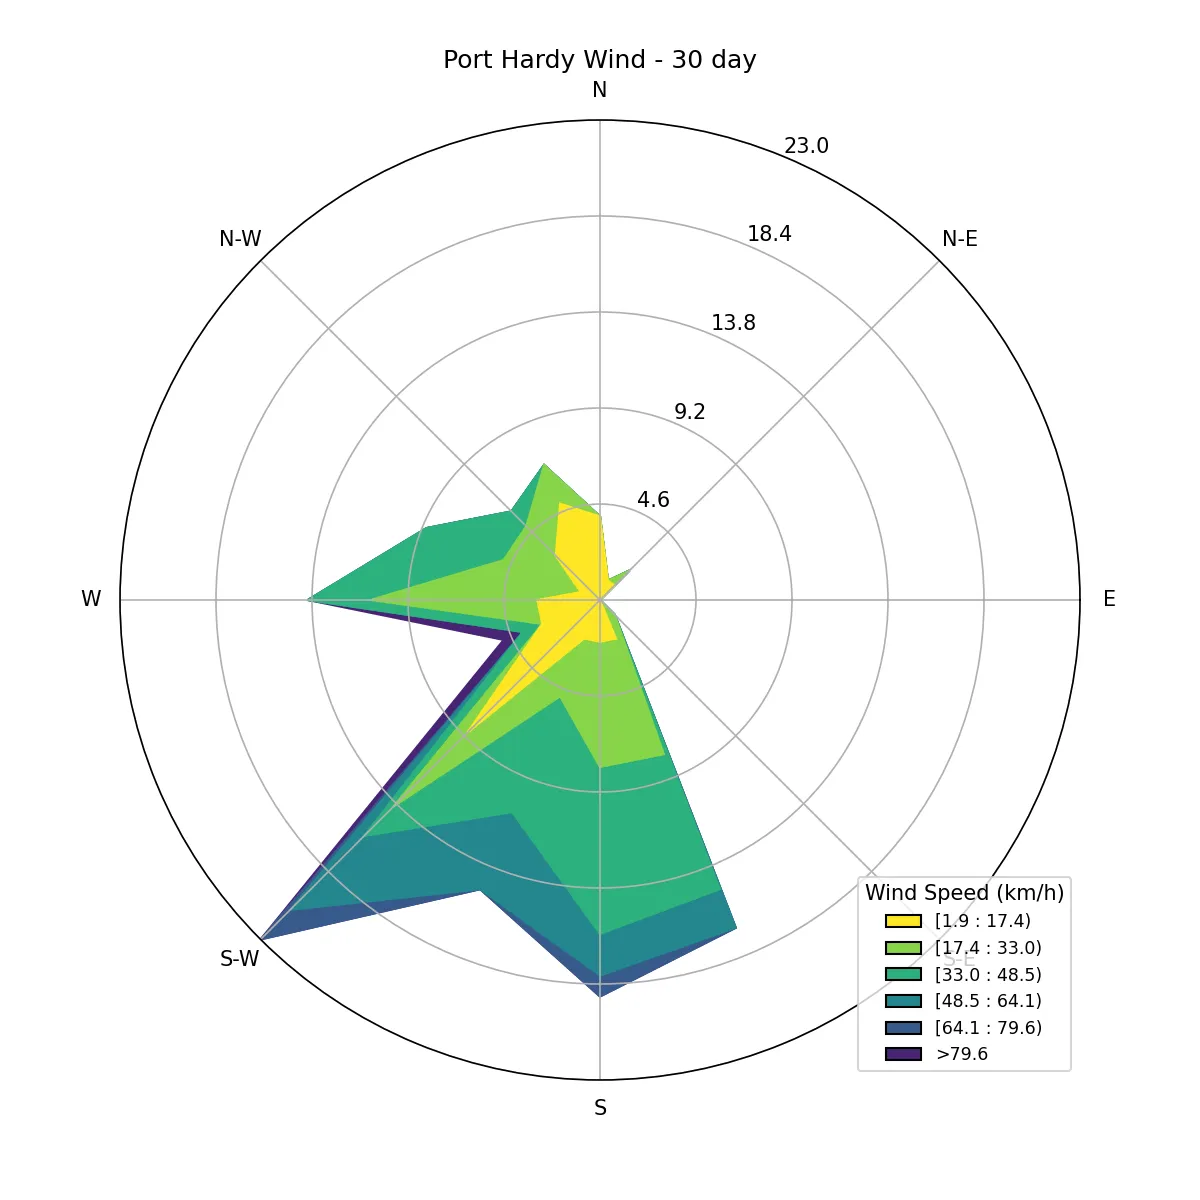 Port Hardy Wind - 30 day
N
23.0
N-W
18.4
N-E
13.8
9.2
4.6
W
E
Wind Speed (km/h)
[1.9 : 17.4)
[17.4 : 33.0)
S-W
S-E
[33.0 : 48.5)
[48.5 : 64.1)
[64.1 : 79.6)
>79.6
S